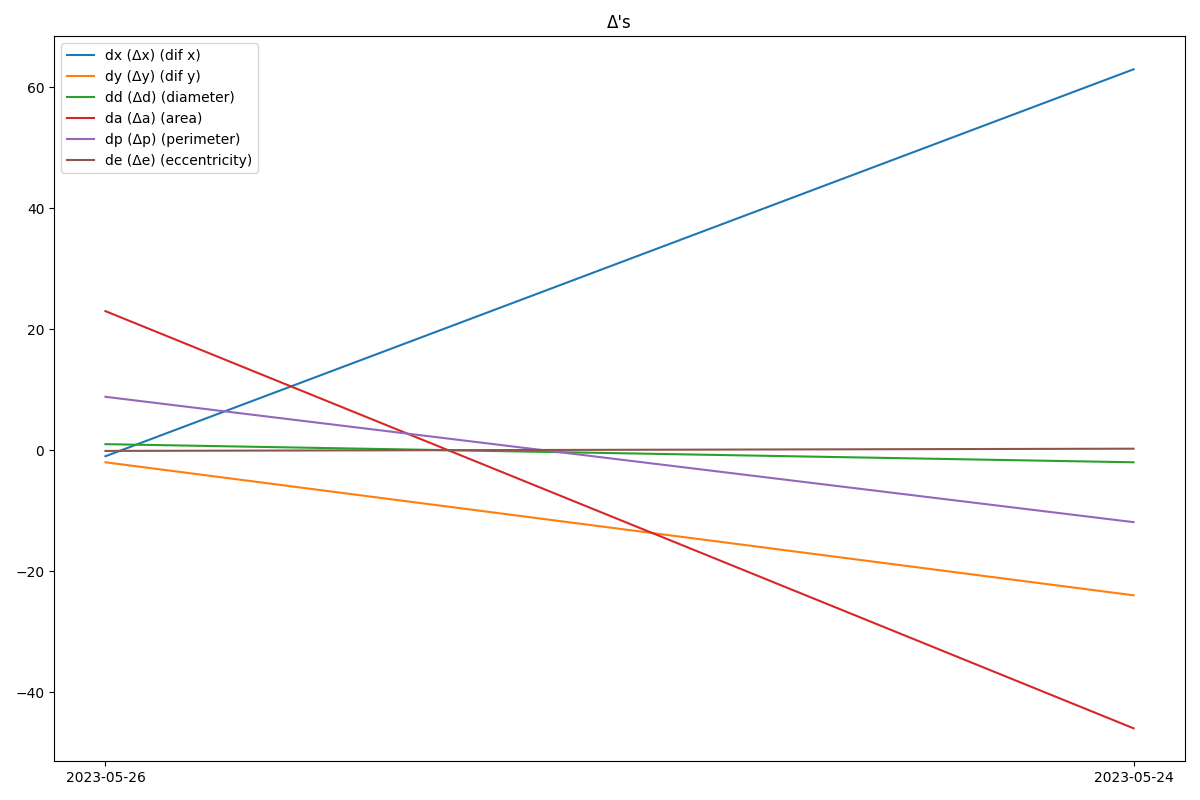 Δ's
dx (Δx) (dif x)
dy (Δy) (dif y)
dd (Δd) (diameter)
da (Δa) (area)
dp (Δp) (perimeter)
de (Δe) (eccentricity)
60
40
20
0
−20
−40
2023-05-26 2023-05-24